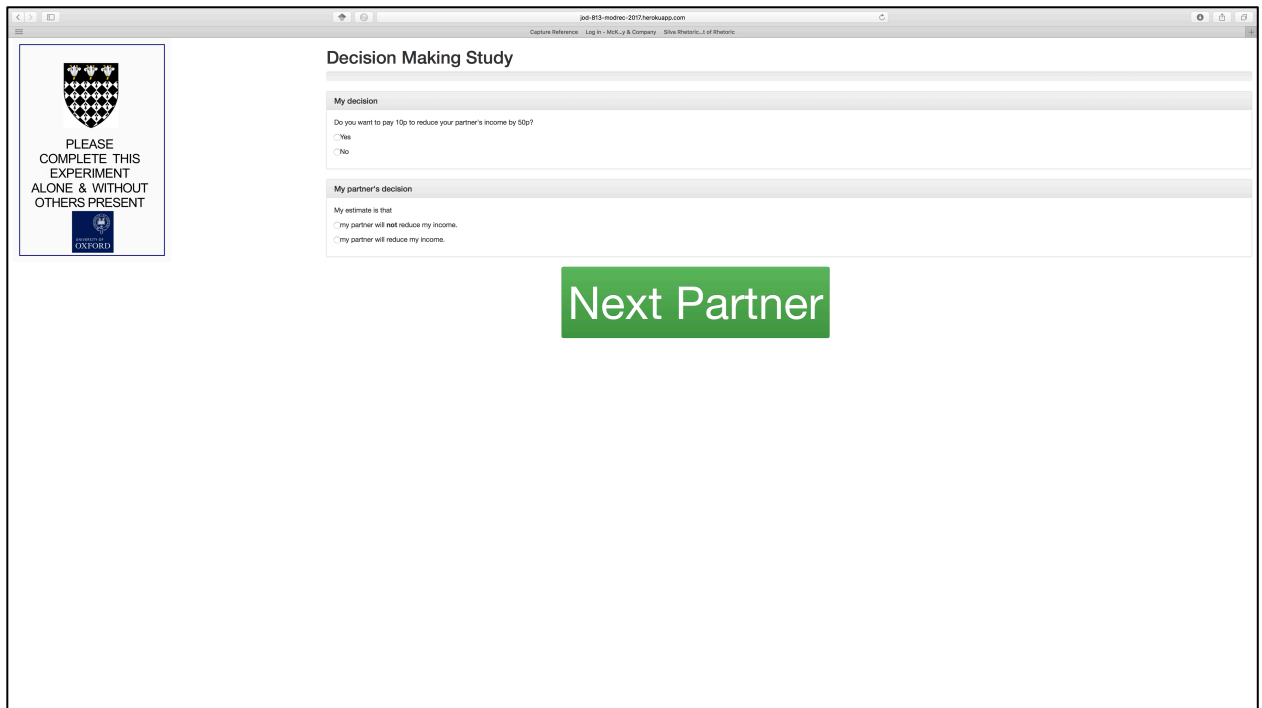 jod-813-modrec-2017.herokuapp.com
Capture Reference Log in - McK...y & Company Silva Rhetoric...t of Rhetoric
PLEASE
COMPLETE THIS
EXPERIMENT
ALONE & WITHOUT
OTHERS PRESENT
UNIVERSITY OF
OXFORD
Decision Making Study
My decision
Do you want to pay 10p to reduce your partner's income by 50p?
Yes
No
My partner's decision
My estimate is that
my partner will not reduce my income.
my partner will reduce my income.
Next Partner